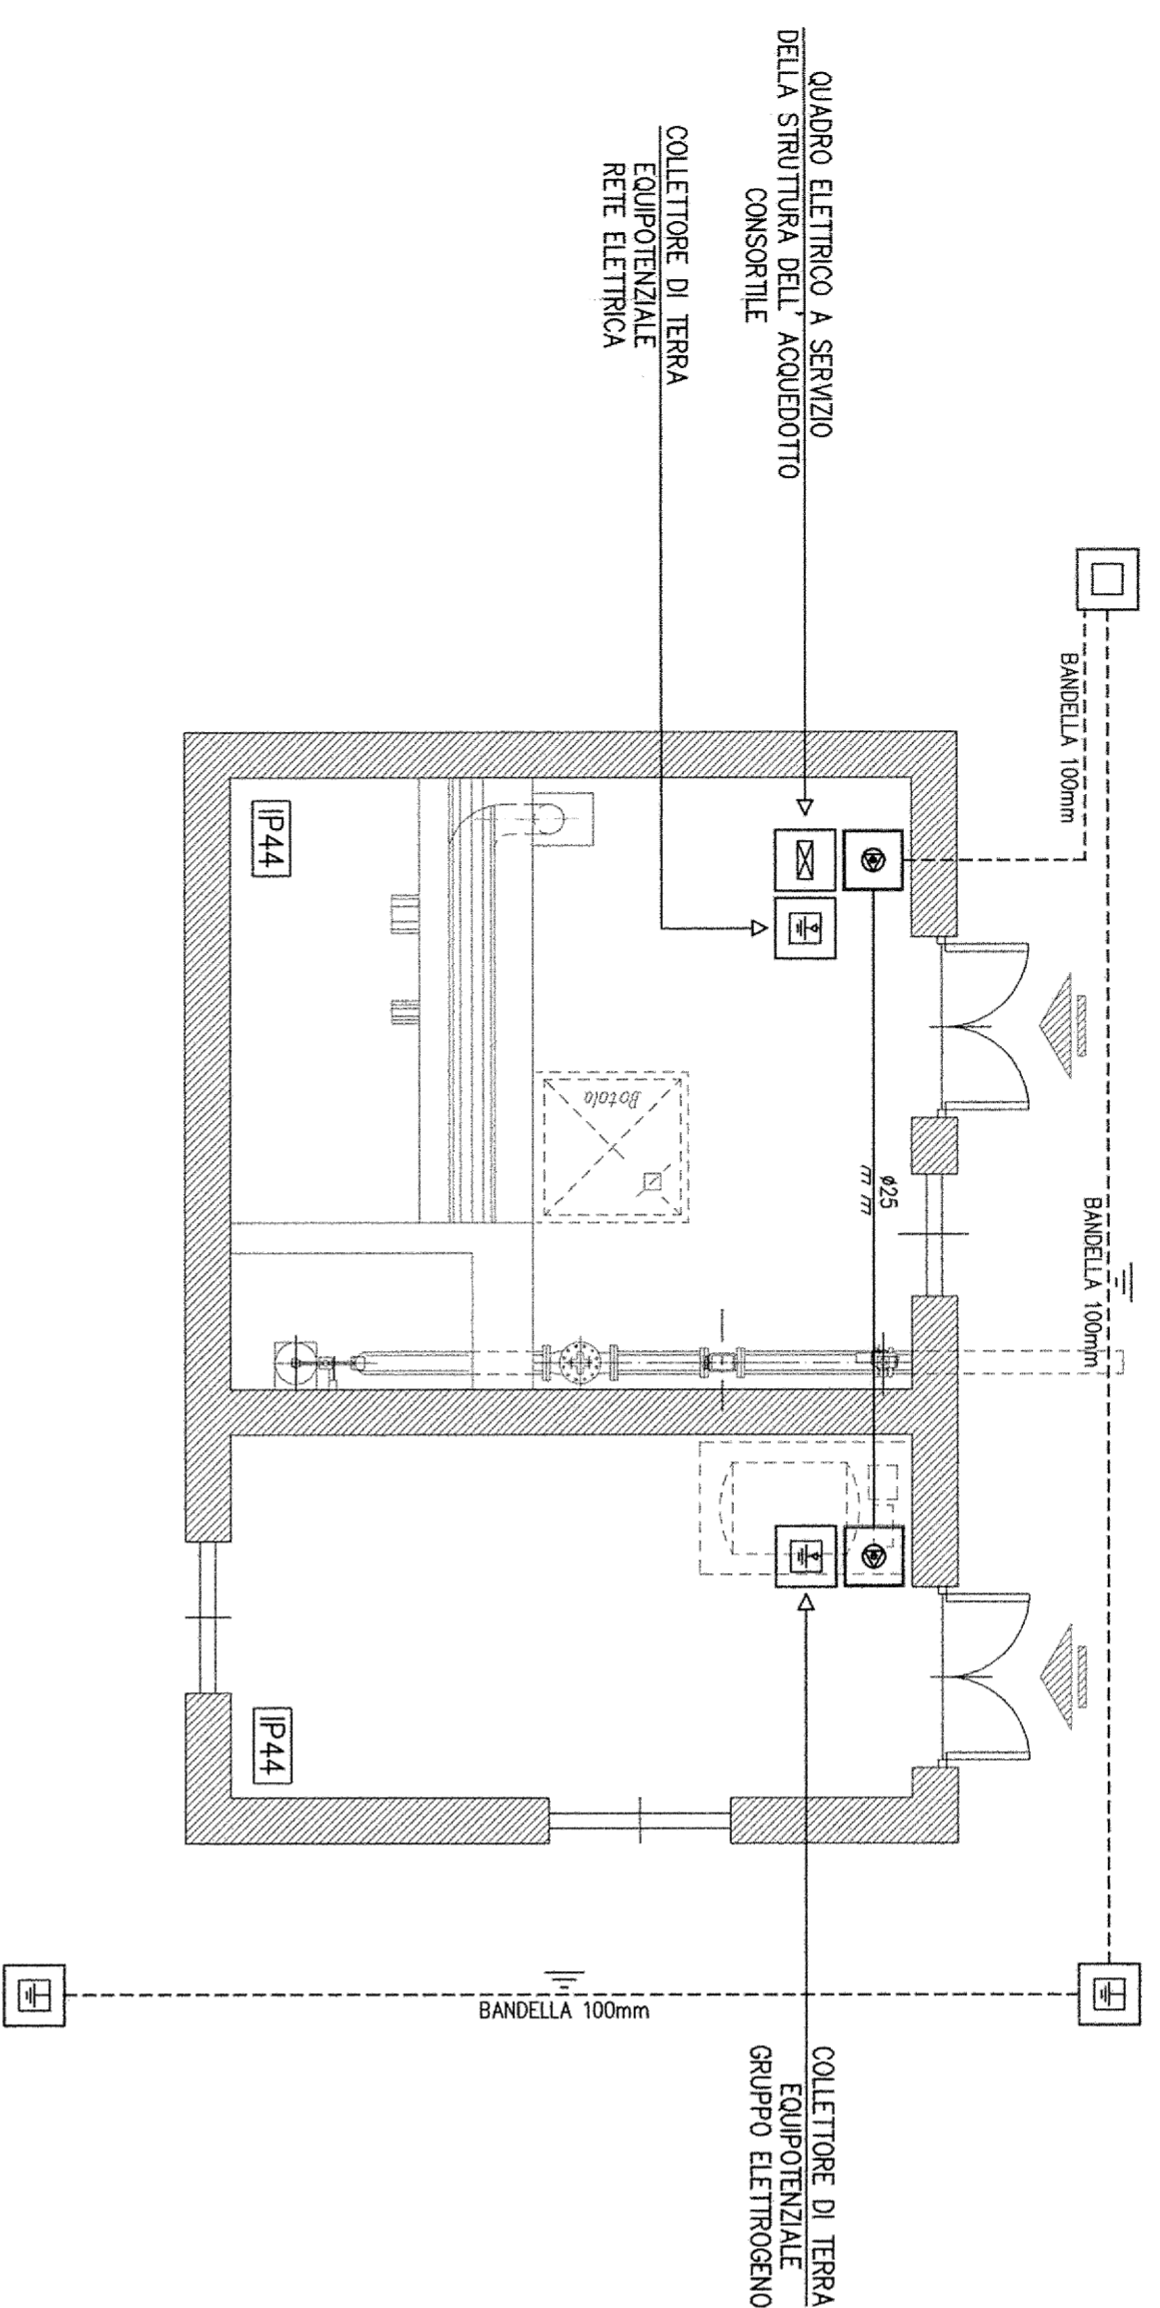 QUADRO ELETTRICO A SERVIZIO
DELLA STRUTTURA DELL' ACQUEDOTTO
CONSORTILE
COLLETTORE DI TERRA
EQUIPOTENZIALE
RETE ELETTRICA
BANDELLA 100mm
BANDELLA 100mm
IP44
Botola
ø25
IP44
BANDELLA 100mm
COLLETTORE DI TERRA
EQUIPOTENZIALE
GRUPPO ELETTROGENO